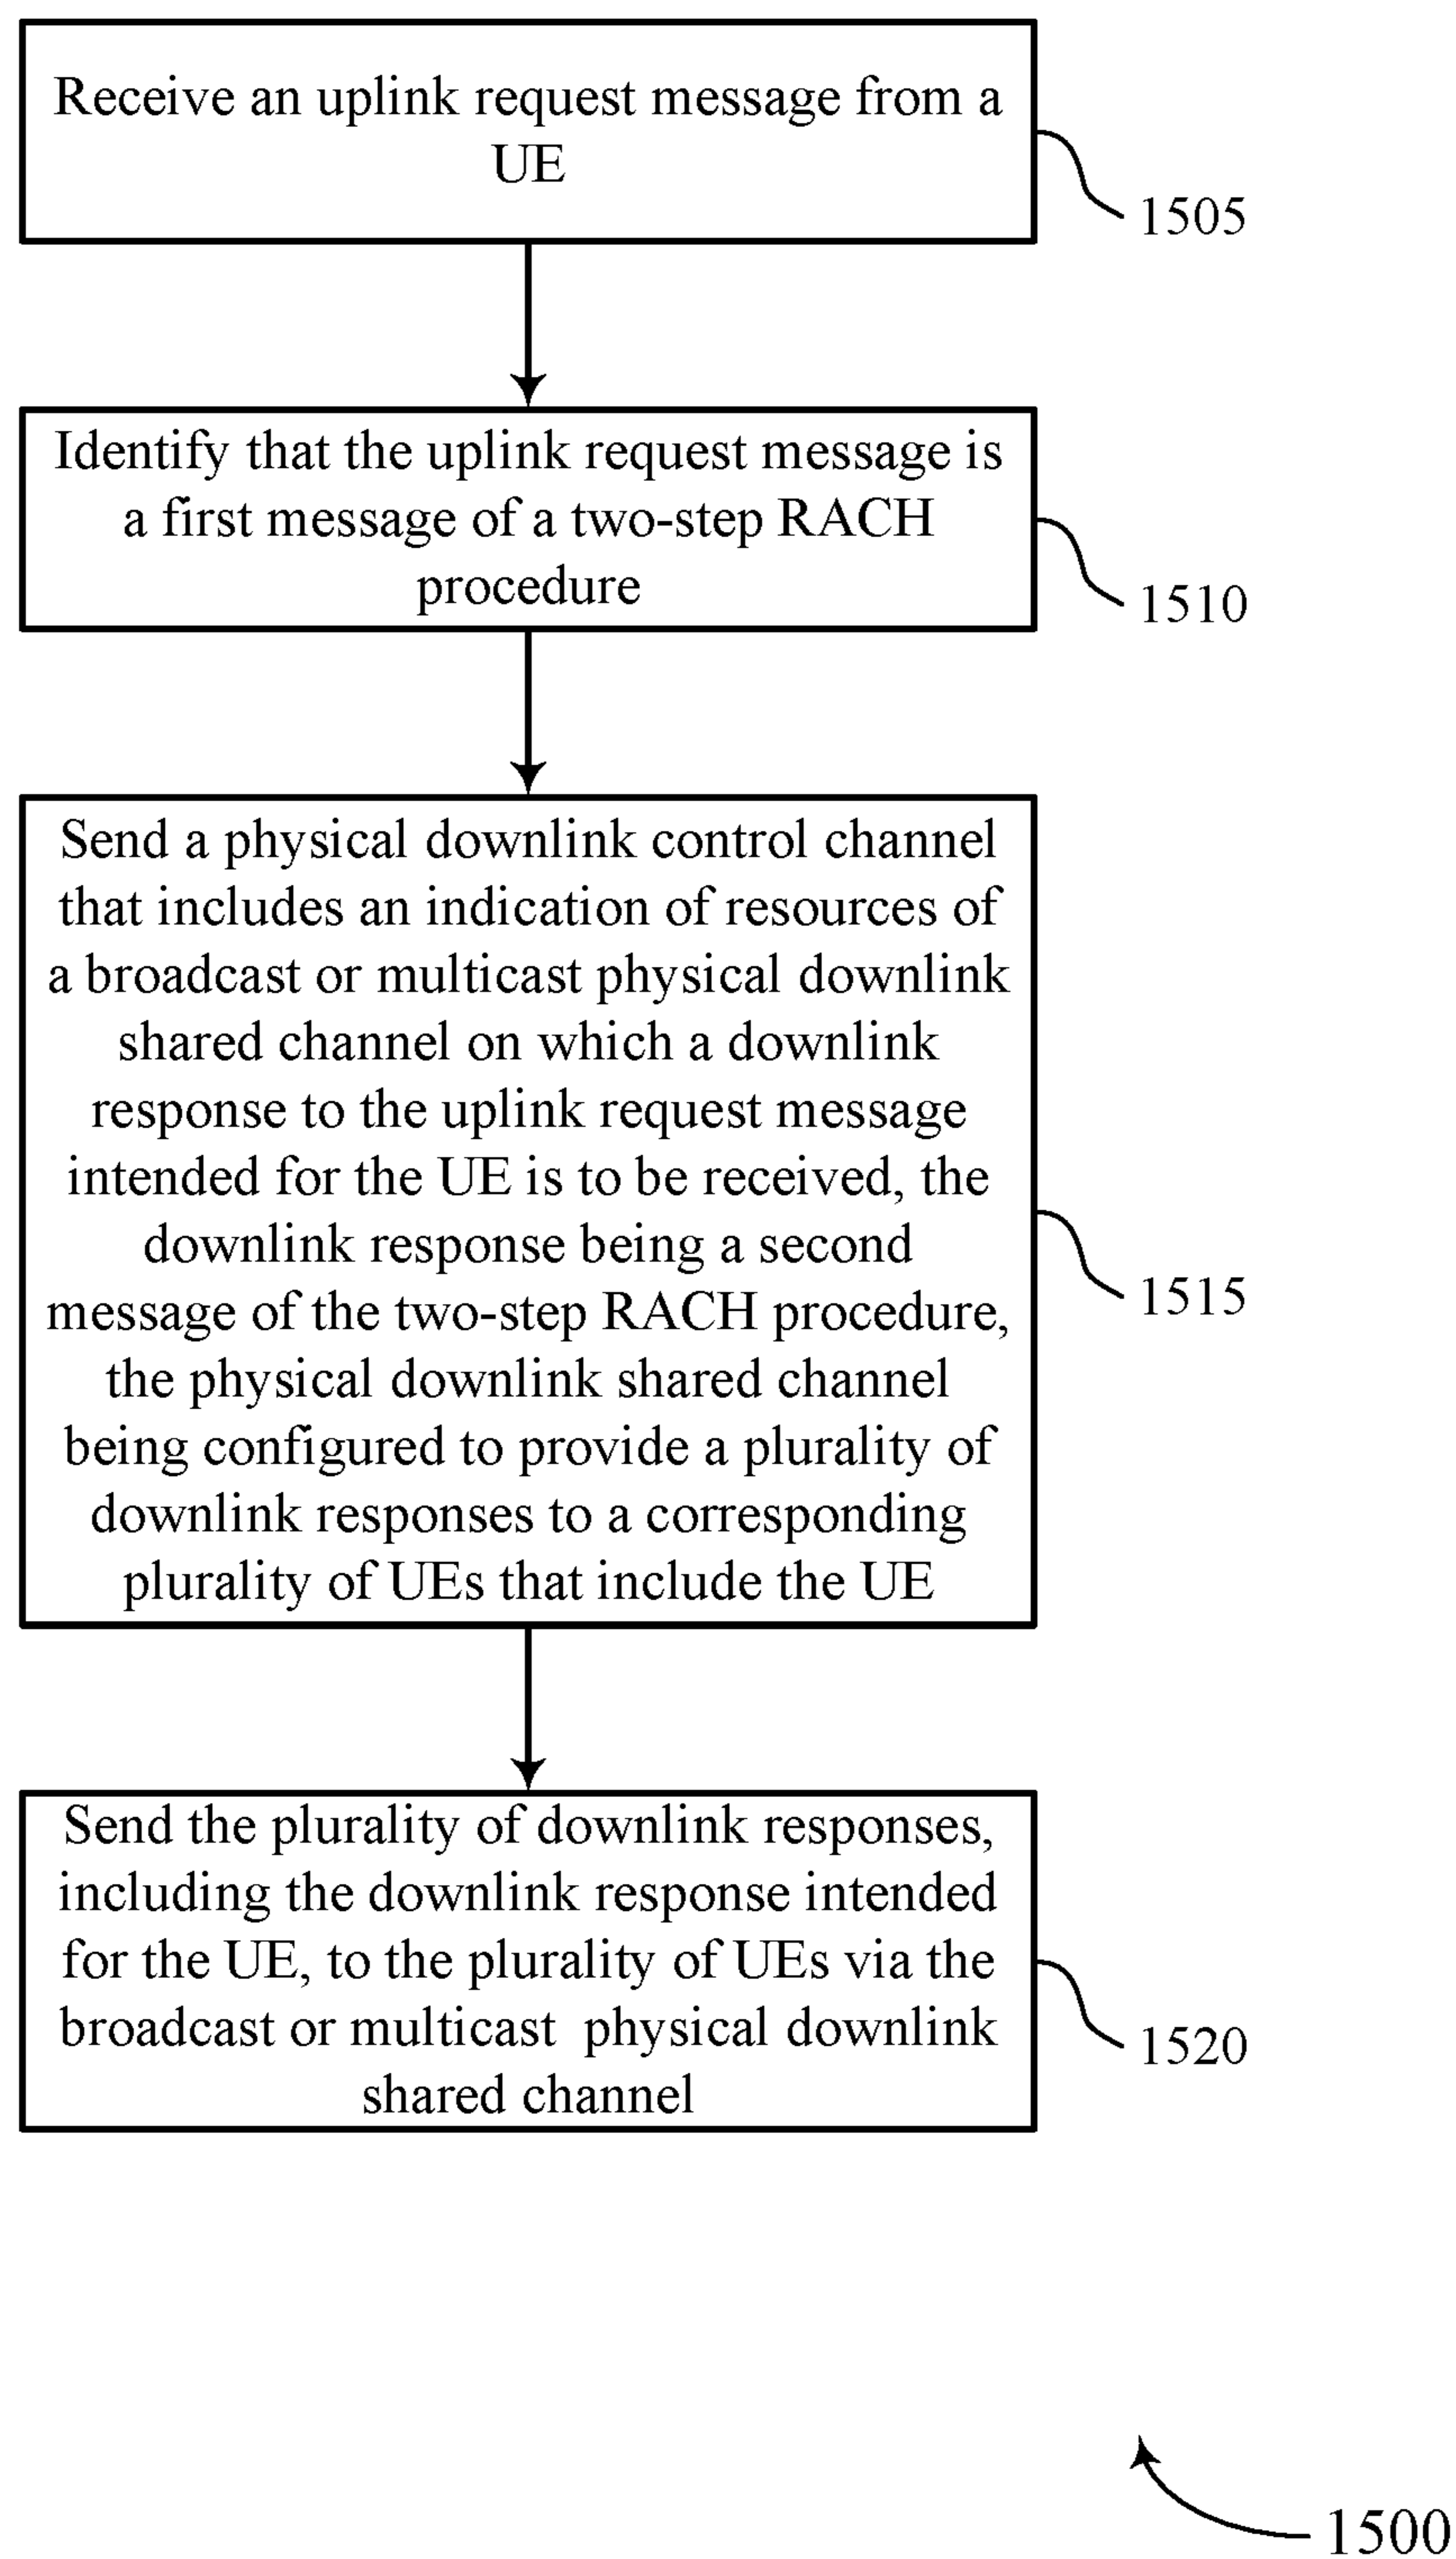 Receive an uplink request message from a
UE
1505
Identify that the uplink request message is
a first message of a two-step RACH
procedure
1510
Send a physical downlink control channel
that includes an indication of resources of
a broadcast or multicast physical downlink
shared channel on which a downlink
response to the uplink request message
intended for the UE is to be received, the
downlink response being a second
message of the two-step RACH procedure,
the physical downlink shared channel
being configured to provide a plurality of
downlink responses to a corresponding
plurality of UEs that include the UE
1515
Send the plurality of downlink responses,
including the downlink response intended
for the UE, to the plurality of UEs via the
broadcast or multicast physical downlink
shared channel
1520
1500